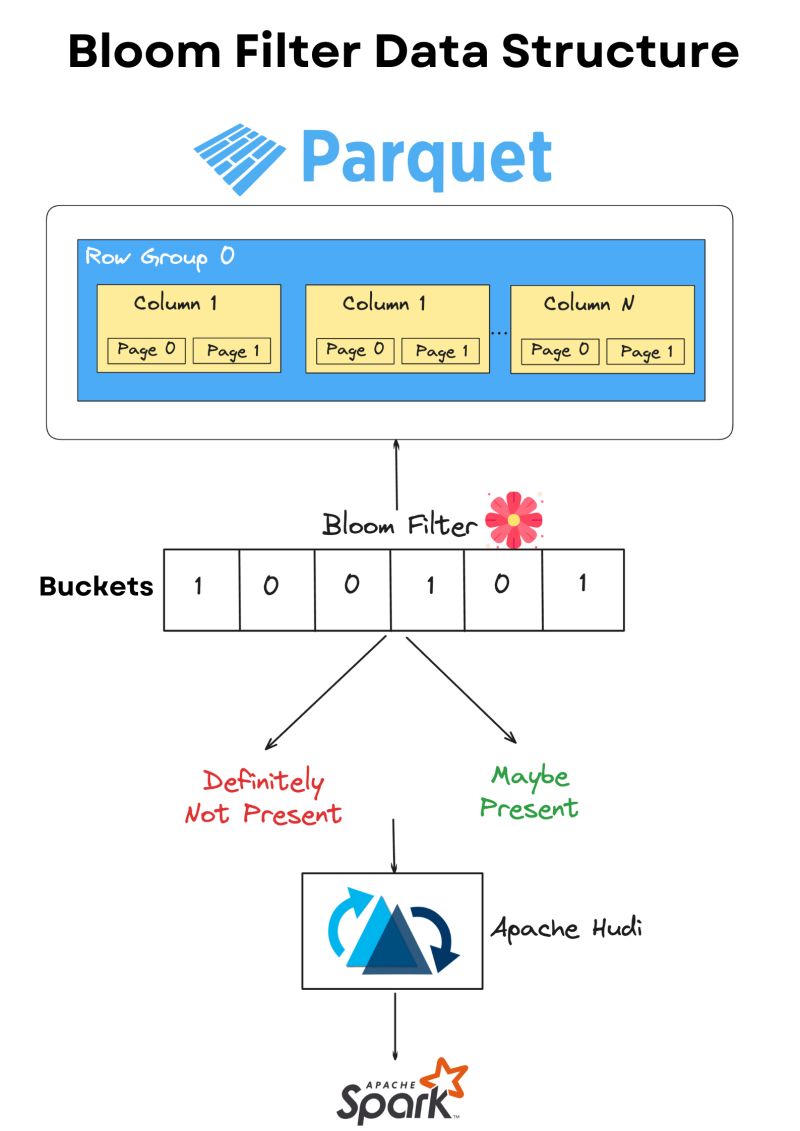 Bloom Filter Data Structure
Parquet
Row Group 0
Column 1
Column 1
Column N
Page 0
Page 1
Page 0
Page 1
...
Page 0
Page 1
Bloom Filter
Buckets
1 0 0 1 0 1
Definitely
Not Present
Maybe
Present
Apache Hudi
APACHE
Spark™